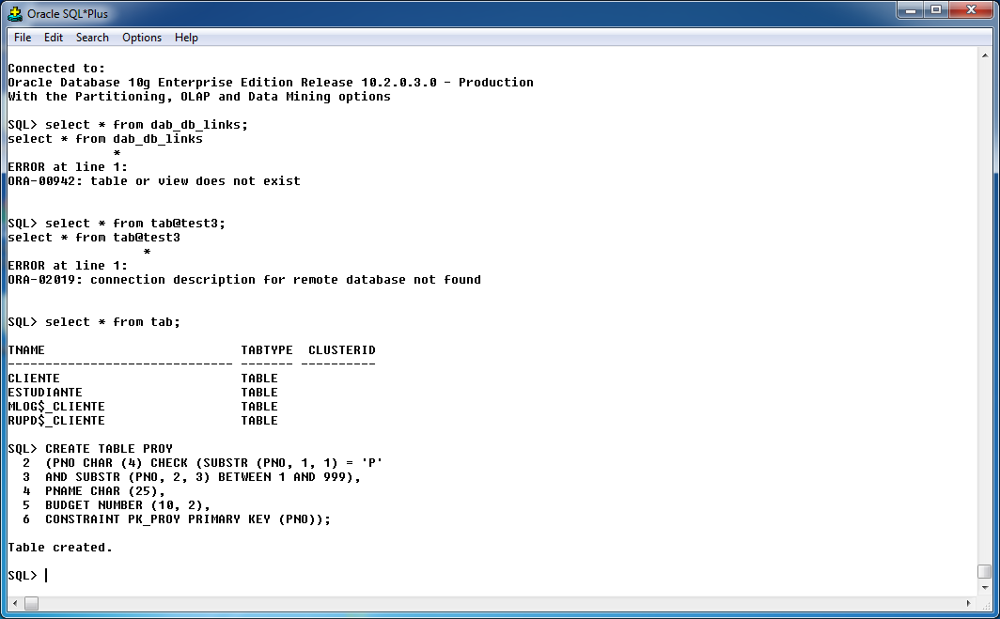 Oracle SQL*Plus
File Edit Search Options Help
Connected to:
Oracle Database 10g Enterprise Edition Release 10.2.0.3.0 - Production
With the Partitioning, OLAP and Data Mining options
SQL> select * from dab_db_links;
select * from dab_db_links
*
ERROR at line 1:
ORA-00942: table or view does not exist
SQL> select * from tab@test3;
select * from tab@test3
*
ERROR at line 1:
ORA-02019: connection description for remote database not found
SQL> select * from tab;
TNAME                          TABTYPE  CLUSTERID
------------------------------ ------- ----------
CLIENTE                        TABLE
ESTUDIANTE                     TABLE
MLOG$_CLIENTE                  TABLE
RUPD$_CLIENTE                  TABLE
SQL> CREATE TABLE PROY
2 (PNO CHAR (4) CHECK (SUBSTR (PNO, 1, 1) = 'P'
3 AND SUBSTR (PNO, 2, 3) BETWEEN 1 AND 999),
4 PNAME CHAR (25),
5 BUDGET NUMBER (10, 2),
6 CONSTRAINT PK_PROY PRIMARY KEY (PNO));
Table created.
SQL>